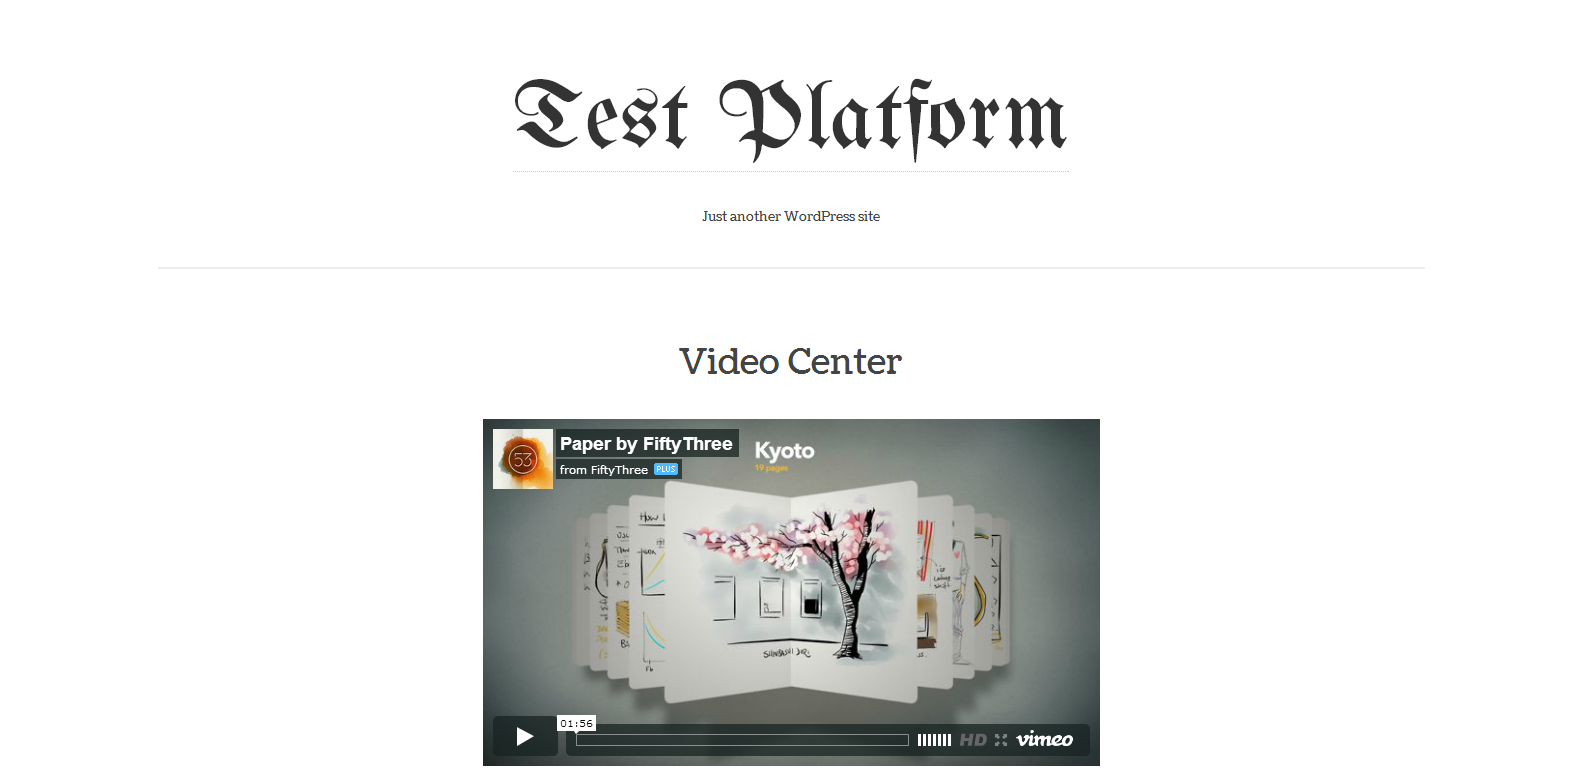 Test Platform
Just another WordPress site
Video Center
53
Paper by FiftyThree
from FiftyThree PLUS
Kyoto
19 pages
How
01:56
HD
vimeo